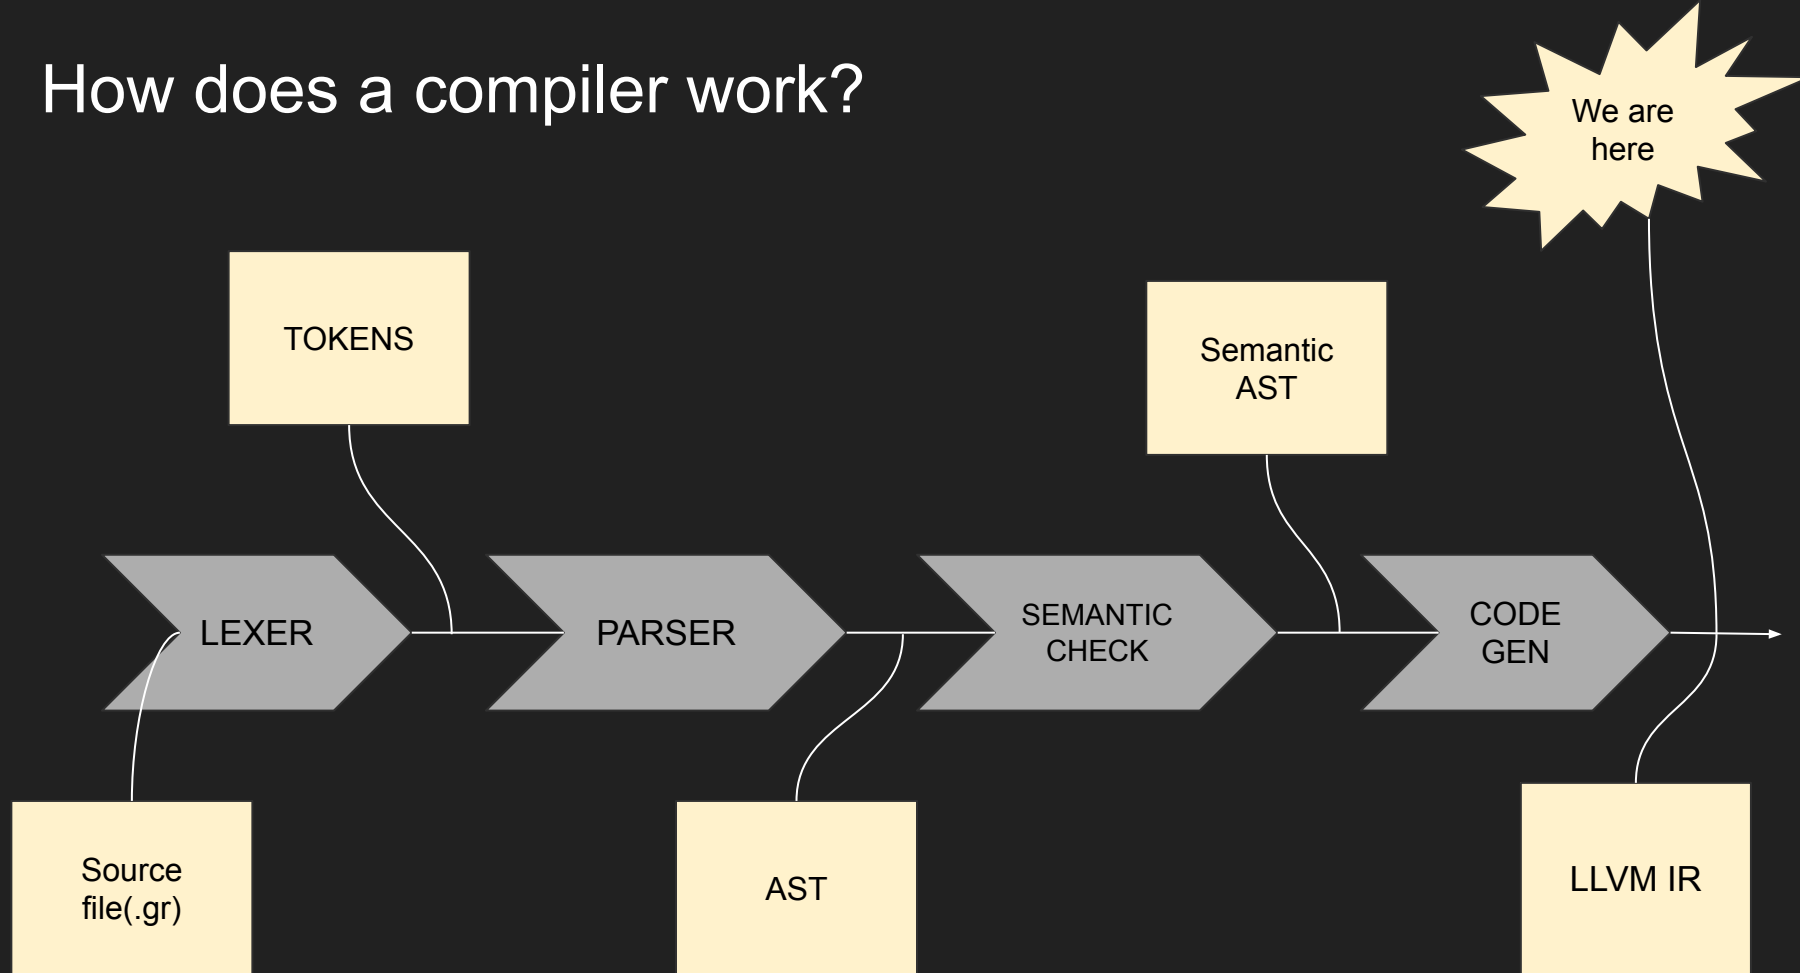 How does a compiler work?
We are
here
TOKENS
Semantic
AST
LEXER
PARSER
SEMANTIC
CHECK
CODE
GEN
Source
file(.gr)
AST
LLVM IR